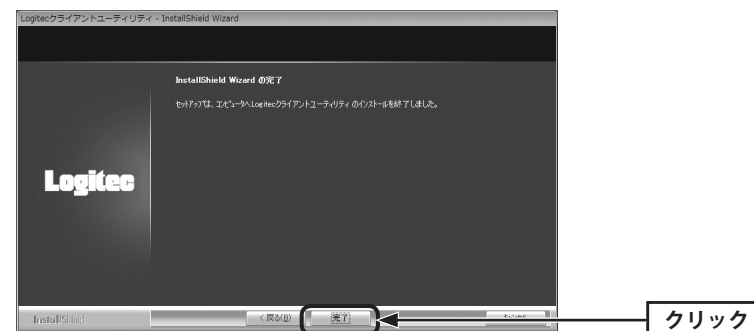 Logitecクライアントユーティリティ - InstallShield Wizard
InstallShield Wizard の完了
セットアップは、コンピュータへLogitecクライアントユーティリティ のインストールを終了しました。
Logitec
InstallShield
< 戻る(B)
完了
クリック